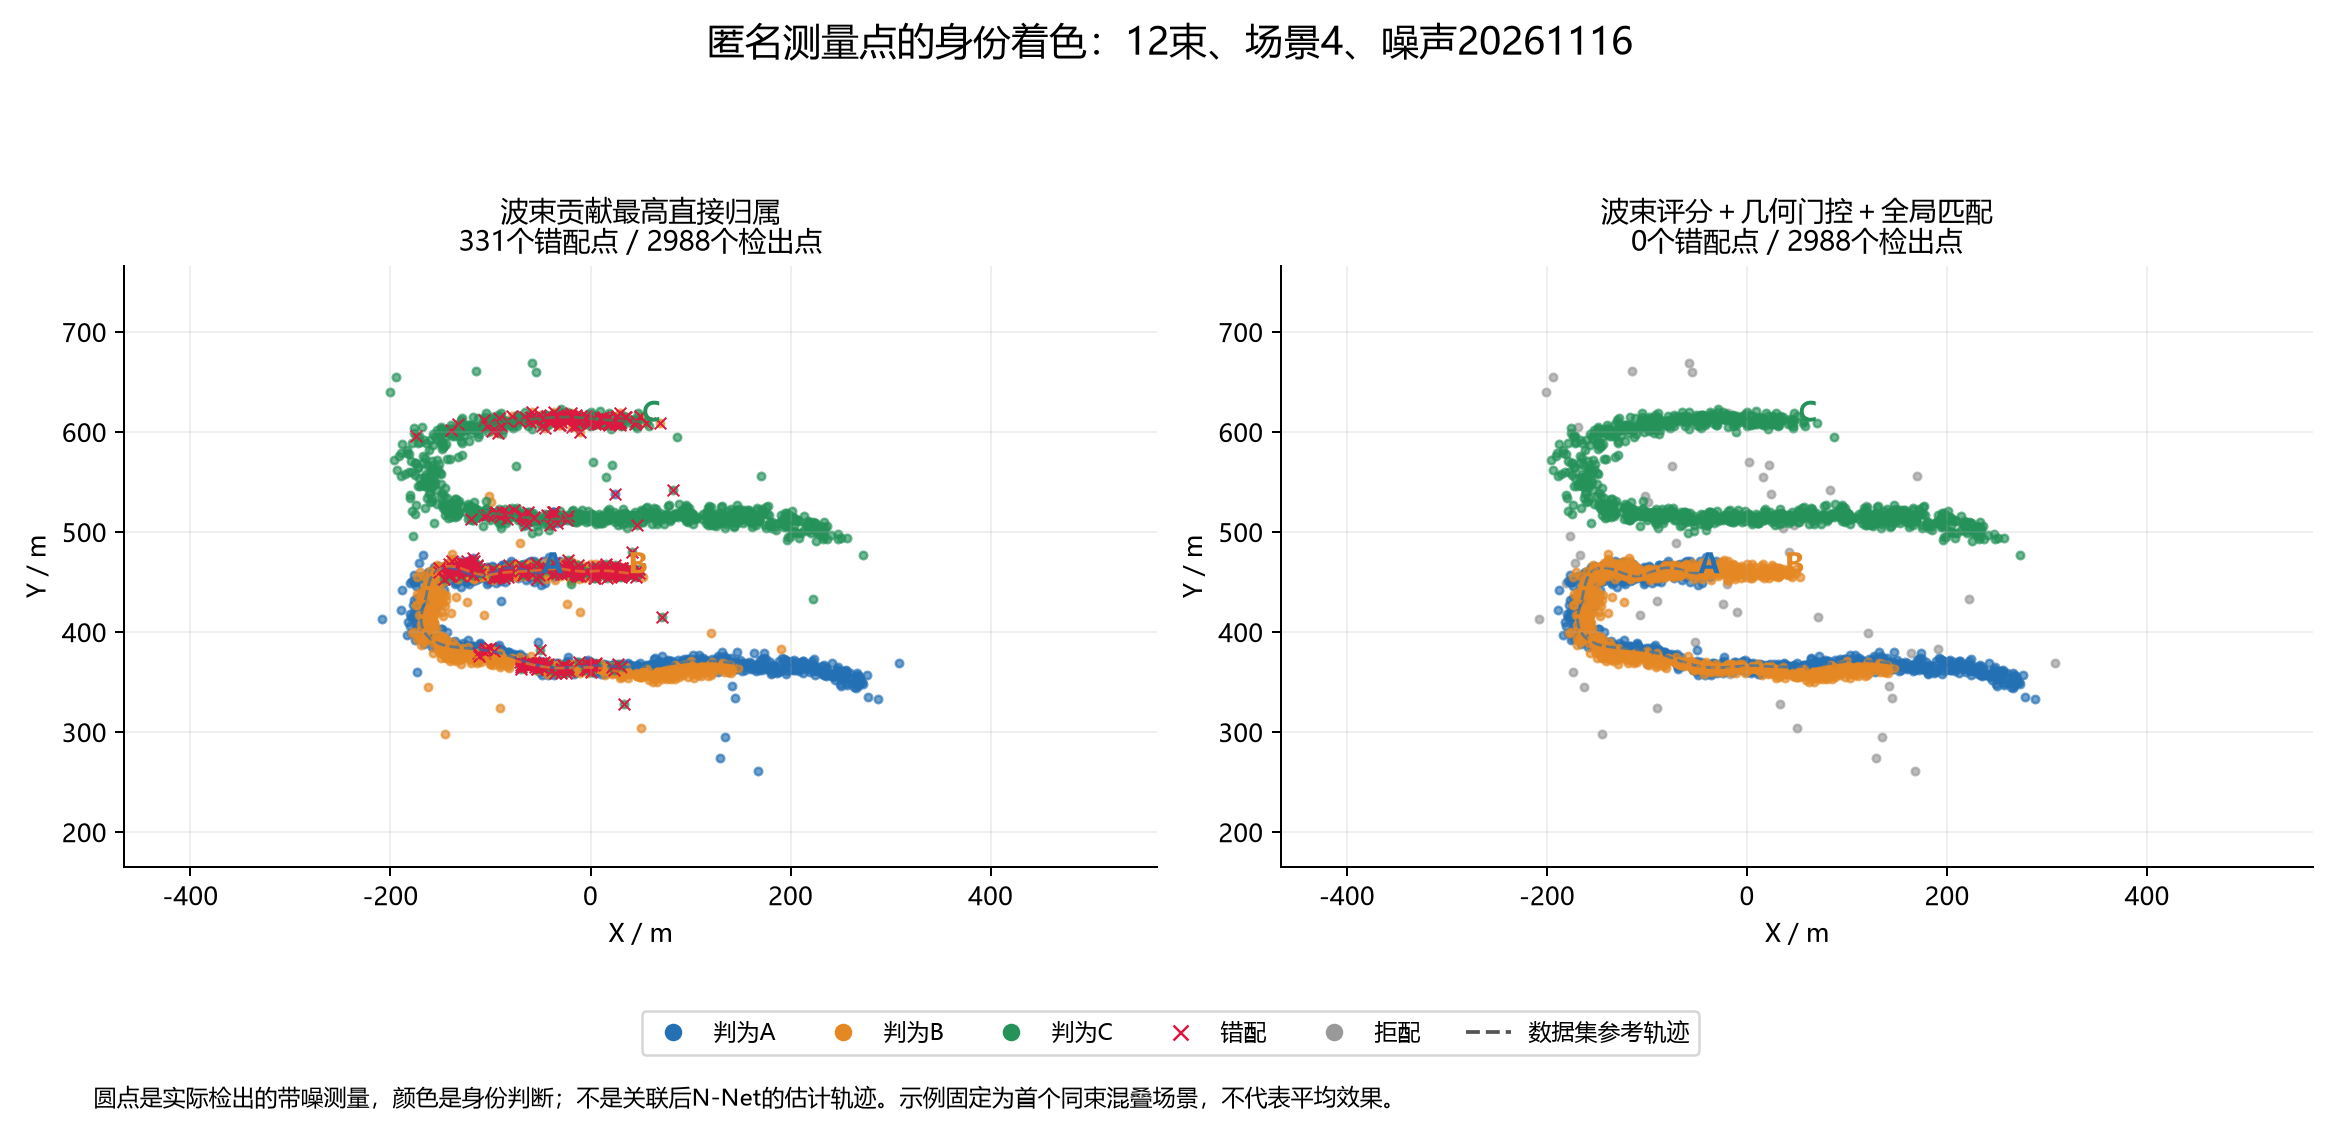 匿名测量点的身份着色：12束、场景4、噪声20261116
波束贡献最高直接归属
331个错配点 / 2988个检出点
700
600
500
400
300
200
-400
-200
0
200
400
Y / m
X / m
A
B
C
波束评分 + 几何门控 + 全局匹配
0个错配点 / 2988个检出点
700
600
500
400
300
200
-400
-200
0
200
400
Y / m
X / m
A
B
C
判为A
判为B
判为C
错配
拒配
数据集参考轨迹
圆点是实际检出的带噪测量，颜色是身份判断；不是关联后N-Net的估计轨迹。示例固定为首个同束混叠场景，不代表平均效果。